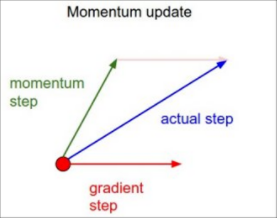 Momentum update
momentum
step
actual step
gradient
step